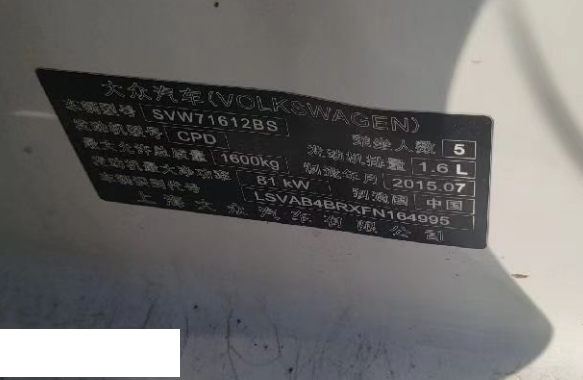 大众汽车(VOLKSWAGEN)
车辆型号 SVW71612BS 乘坐人数 5
发动机型号 CPD 发动机排量 1.6 L
最大允许总质量 1600kg 制造年月 2015.07
发动机最大净功率 81 kW 制造国 中国
车辆识别代号 LSVAB4BRXFN164995
上海大众汽车有限公司